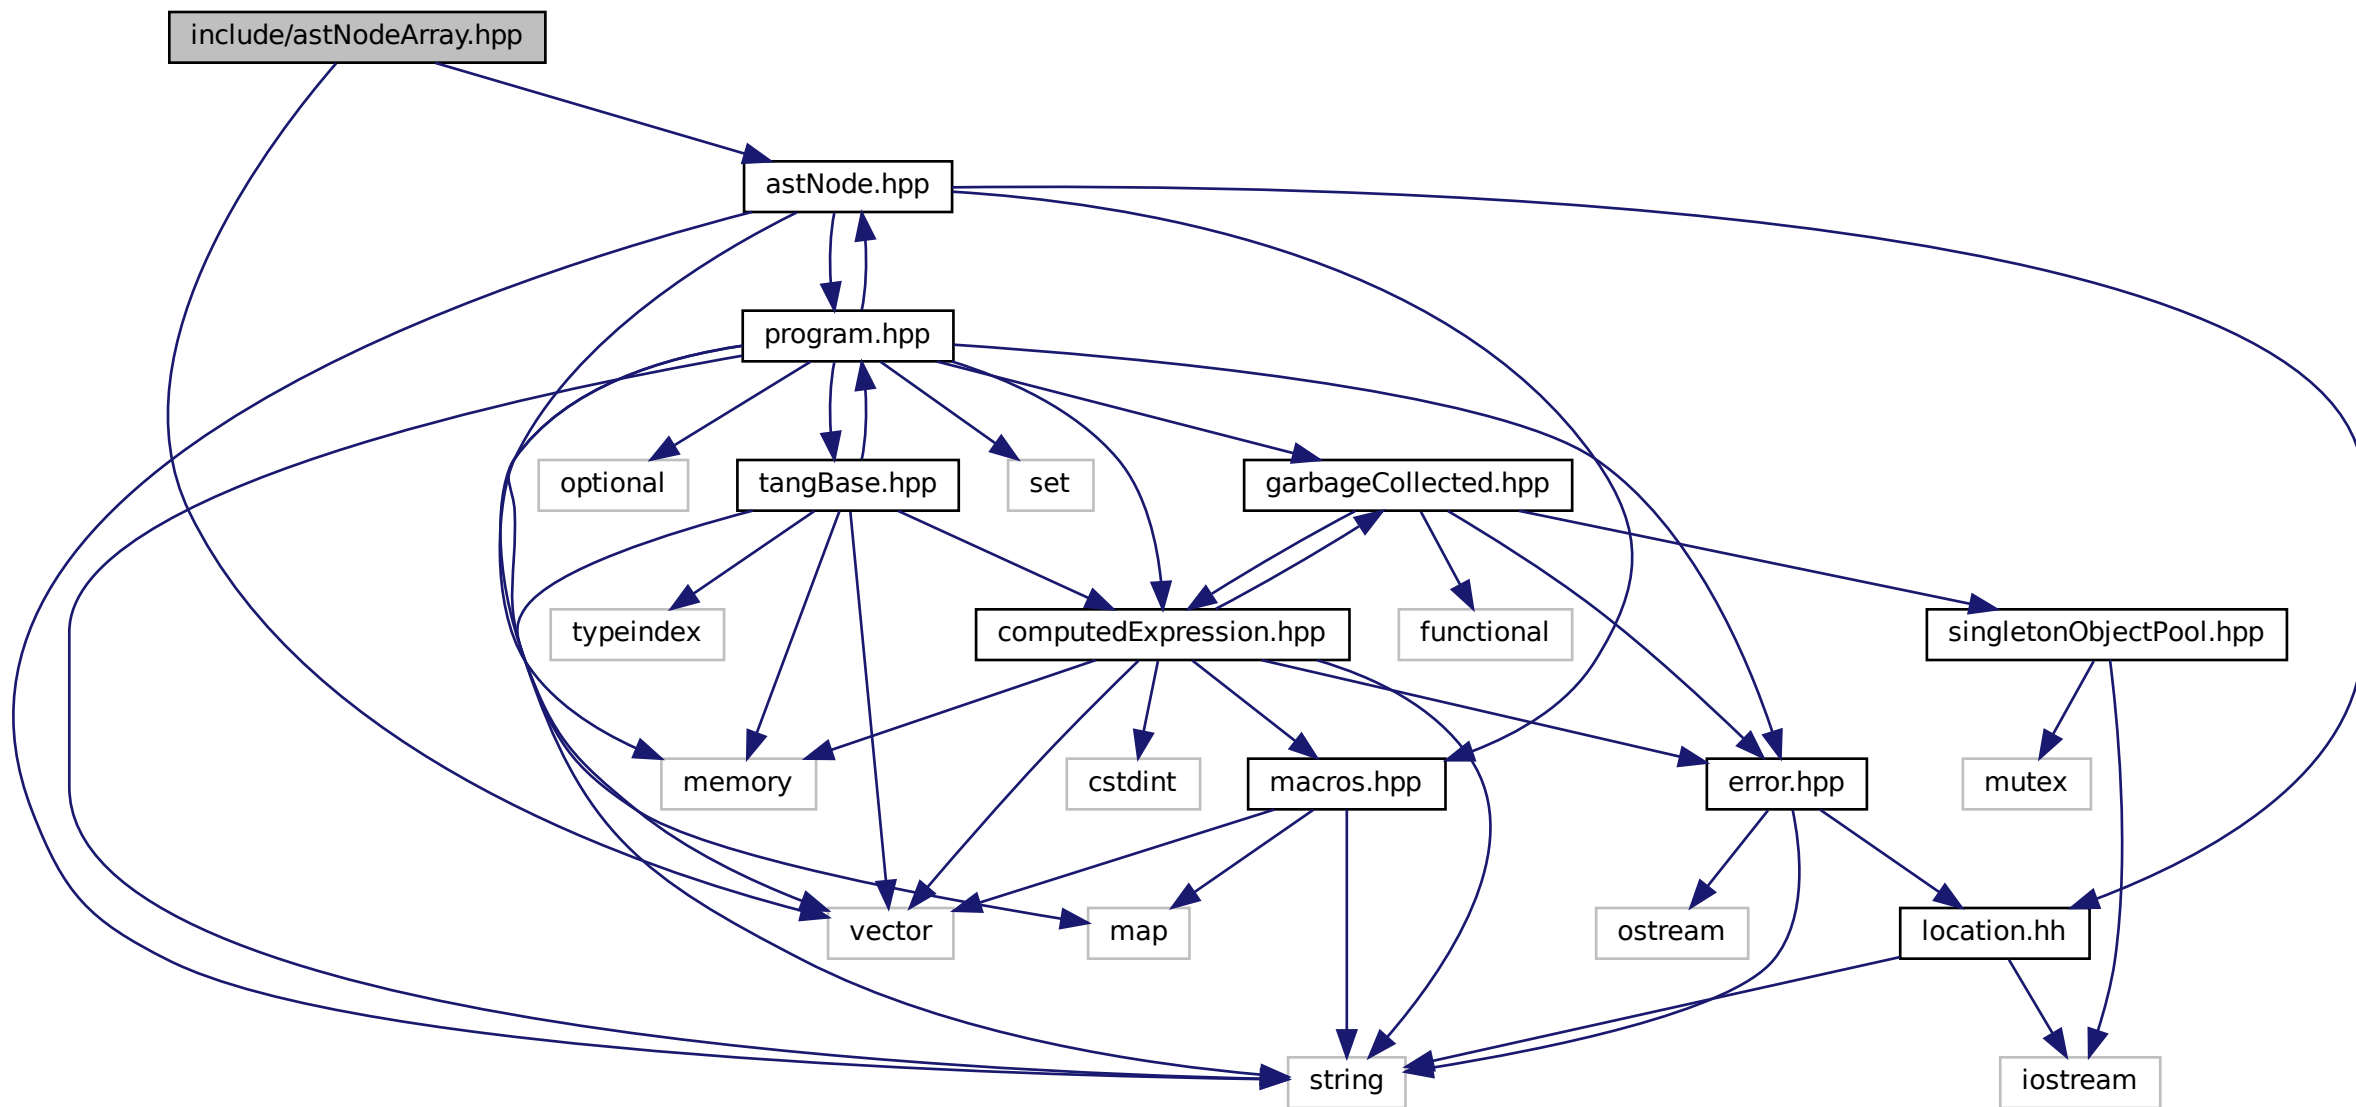 include/astNodeArray.hpp
astNode.hpp
program.hpp
optional
tangBase.hpp
set
garbageCollected.hpp
typeindex
computedExpression.hpp
functional
singletonObjectPool.hpp
memory
cstdint
macros.hpp
error.hpp
mutex
vector
map
ostream
location.hh
string
iostream